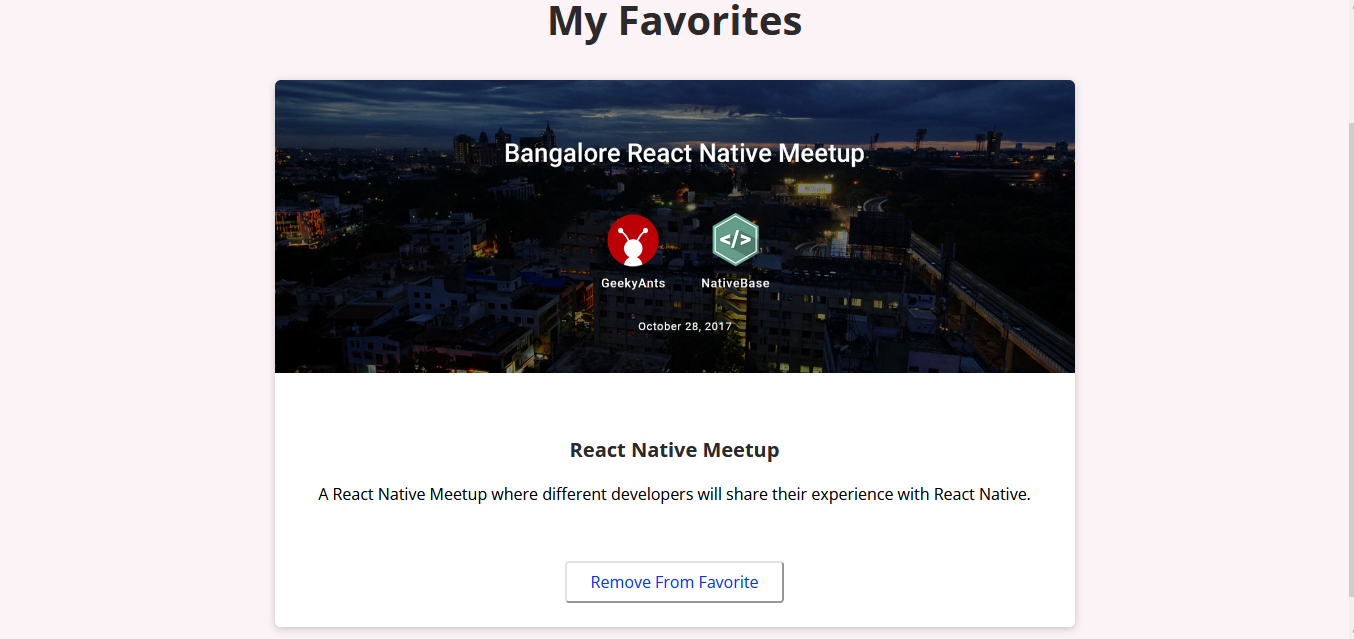 My Favorites
Bangalore React Native Meetup
</>
GeekyAnts NativeBase
October 28, 2017
React Native Meetup
A React Native Meetup where different developers will share their experience with React Native.
Remove From Favorite